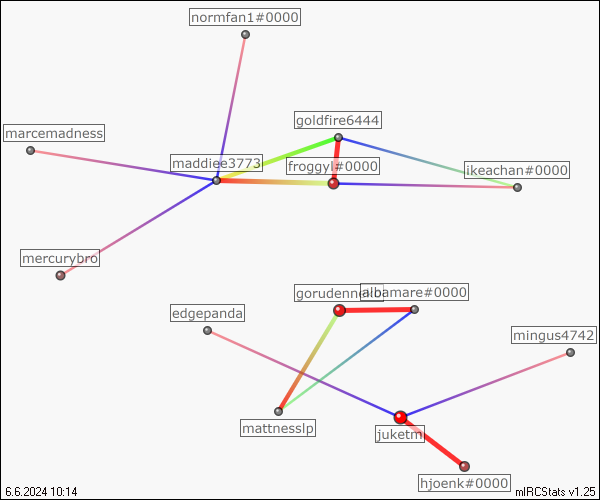 normfan1#0000
goldfire6444
marcemadness
maddiee3773
froggyl#0000
ikeachan#0000
mercurybro
albamare#0000
edgepanda
mingus4742
mattnesslp
juketm
hjoenk#0000
6.6.2024 10:14
mIRCStats v1.25